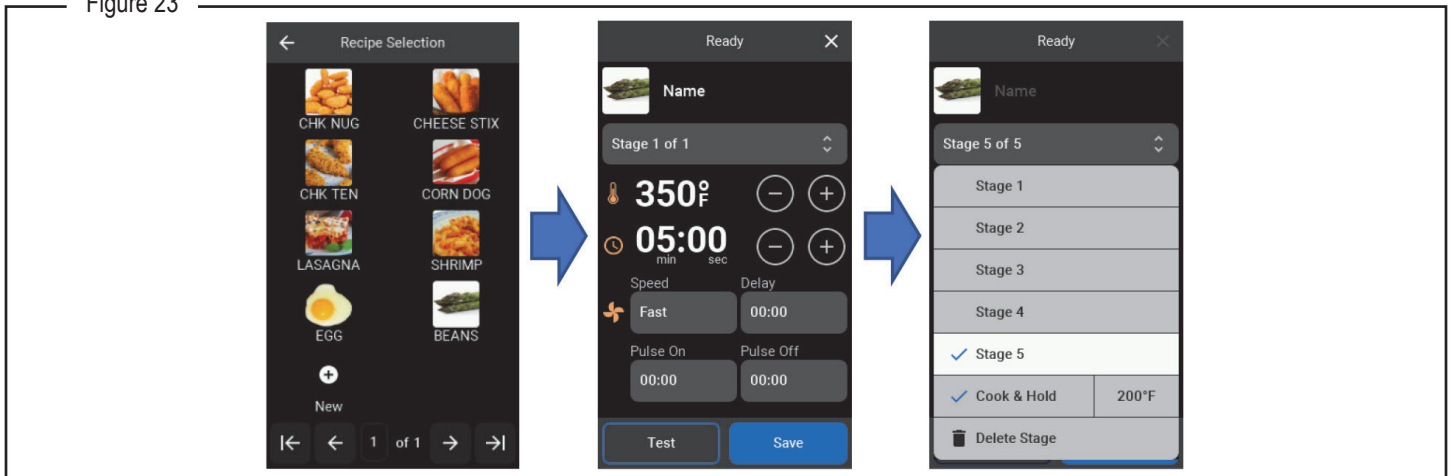 Figure 23
Recipe Selection
CHK NUG CHEESE STIX
CHK TEN CORN DOG
LASAGNA SHRIMP
EGG BEANS
New
1 of 1
Ready
Name
Stage 1 of 1
350°F
05:00
min sec
Speed Delay
Fast 00:00
Pulse On Pulse Off
00:00 00:00
Test Save
Ready
Name
Stage 5 of 5
Stage 1
Stage 2
Stage 3
Stage 4
Stage 5
Cook & Hold 200°F
Delete Stage